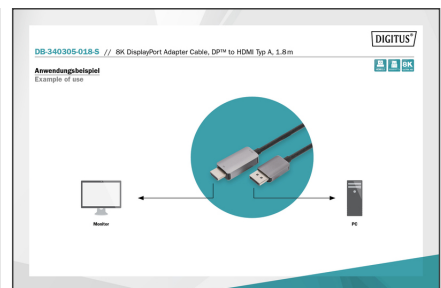 DIGITUS®
DB-340305-018-S // 8K DisplayPort Adapter Cable, DP™ to HDMI Typ A, 1.8 m
Anwendungsbeispiel
Example of use
8K
Monitor
PC